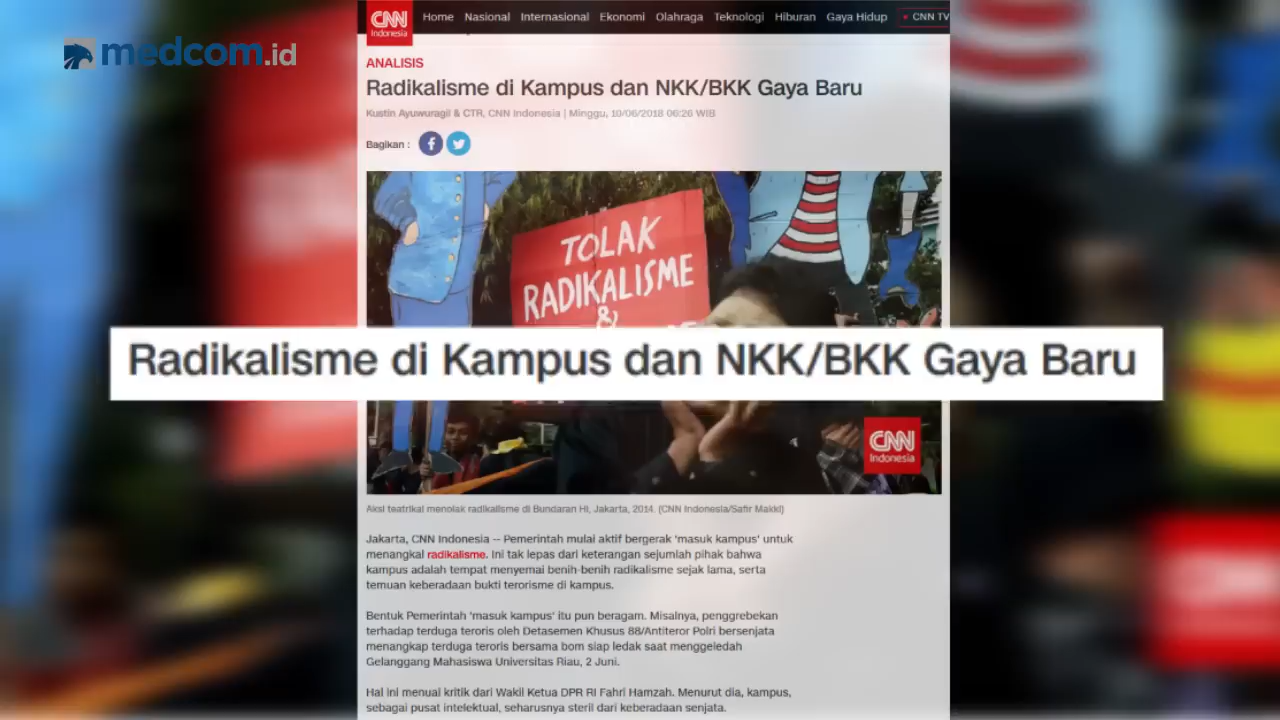 medcom.id
CNN
Indonesia
Home Nasional Internasional Ekonomi Olahraga Teknologi Hiburan Gaya Hidup CNN TV
ANALISIS
Radikalisme di Kampus dan NKK/BKK Gaya Baru
Kustin Ayuwuragil & CTR, CNN Indonesia | Minggu, 10/06/2018 06:26 WIB
Bagikan :
TOLAK
RADIKALISME
&
Radikalisme di Kampus dan NKK/BKK Gaya Baru
CNN
Indonesia
Aksi teatrikal menolak radikalisme di Bundaran HI, Jakarta, 2014. (CNN Indonesia/Safir Makki)
Jakarta, CNN Indonesia -- Pemerintah mulai aktif bergerak 'masuk kampus' untuk
menangkal radikalisme. Ini tak lepas dari keterangan sejumlah pihak bahwa
kampus adalah tempat menyemai benih-benih radikalisme sejak lama, serta
temuan keberadaan bukti terorisme di kampus.
Bentuk Pemerintah 'masuk kampus' itu pun beragam. Misalnya, penggrebekan
terhadap terduga teroris oleh Detasemen Khusus 88/Antiteror Polri bersenjata
menangkap terduga teroris bersama bom siap ledak saat menggeledah
Gelanggang Mahasiswa Universitas Riau, 2 Juni.
Hal ini menuai kritik dari Wakil Ketua DPR RI Fahri Hamzah. Menurut dia, kampus,
sebagai pusat intelektual, seharusnya steril dari keberadaan senjata.